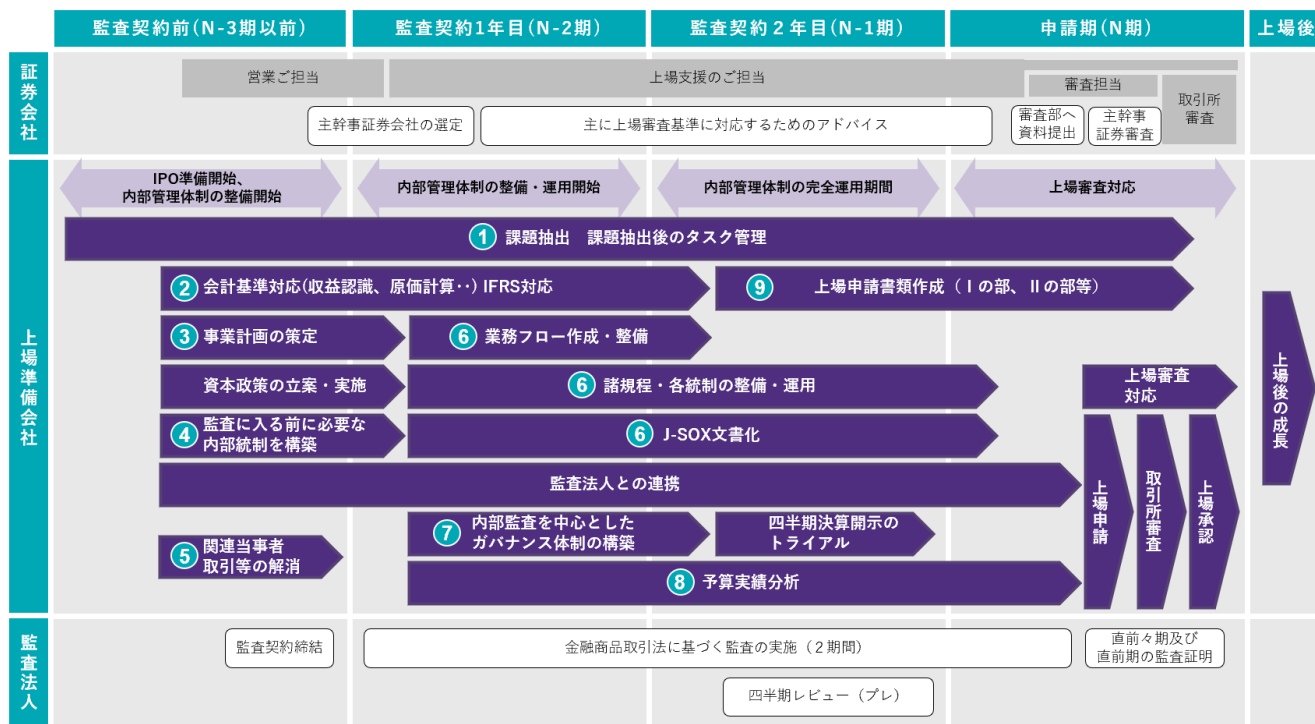 監査契約前(N-3期以前)
監査契約1年目(N-2期)
監査契約２年目(N-1期)
申請期(N期)
上場後
証券会社
営業ご担当
上場支援のご担当
審査担当
取引所
審査
主幹事証券会社の選定
主に上場審査基準に対応するためのアドバイス
審査部へ
資料提出
主幹事
証券審査
上場準備会社
IPO準備開始、
内部管理体制の整備開始
内部管理体制の整備・運用開始
内部管理体制の完全運用期間
上場審査対応
1 課題抽出　課題抽出後のタスク管理
2 会計基準対応(収益認識、原価計算‥) IFRS対応
9 上場申請書類作成（Ⅰの部、Ⅱの部等）
3 事業計画の策定
6 業務フロー作成・整備
資本政策の立案・実施
6 諸規程・各統制の整備・運用
上場審査
対応
4 監査に入る前に必要な
内部統制を構築
6 J-SOX文書化
監査法人との連携
5 関連当事者
取引等の解消
7 内部監査を中心とした
ガバナンス体制の構築
四半期決算開示の
トライアル
8 予算実績分析
上場申請
取引所審査
上場承認
上場後の成長
監査法人
監査契約締結
金融商品取引法に基づく監査の実施（２期間）
直前々期及び
直前期の監査証明
四半期レビュー（プレ）